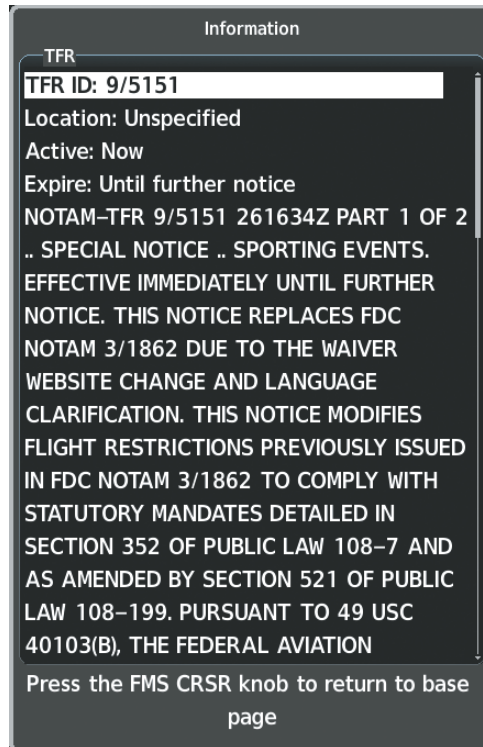 Information
TFR
TFR ID: 9/5151
Location: Unspecified
Active: Now
Expire: Until further notice
NOTAM–TFR 9/5151 261634Z PART 1 OF 2
.. SPECIAL NOTICE .. SPORTING EVENTS.
EFFECTIVE IMMEDIATELY UNTIL FURTHER
NOTICE. THIS NOTICE REPLACES FDC
NOTAM 3/1862 DUE TO THE WAIVER
WEBSITE CHANGE AND LANGUAGE
CLARIFICATION. THIS NOTICE MODIFIES
FLIGHT RESTRICTIONS PREVIOUSLY ISSUED
IN FDC NOTAM 3/1862 TO COMPLY WITH
STATUTORY MANDATES DETAILED IN
SECTION 352 OF PUBLIC LAW 108–7 AND
AS AMENDED BY SECTION 521 OF PUBLIC
LAW 108–199. PURSUANT TO 49 USC
40103(B), THE FEDERAL AVIATION
Press the FMS CRSR knob to return to base
page